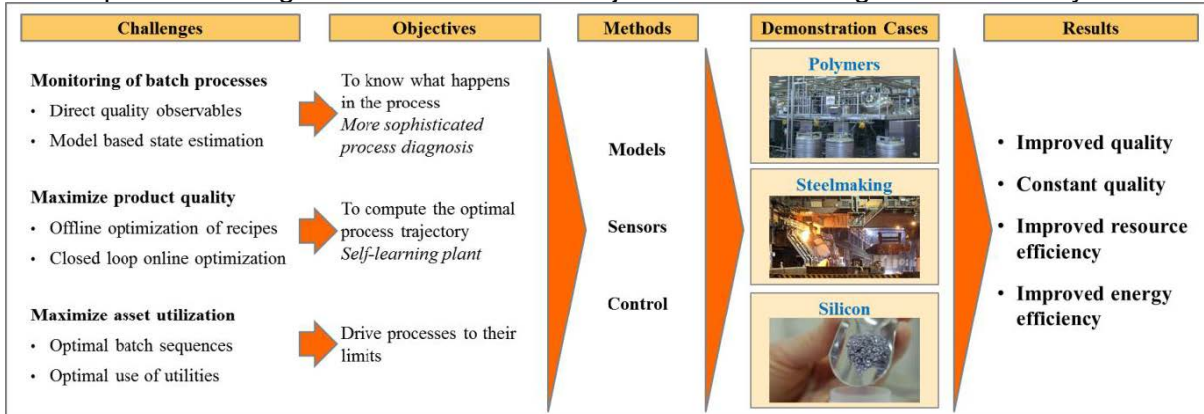 Challenges
Objectives
Methods
Demonstration Cases
Results
Monitoring of batch processes
• Direct quality observables
• Model based state estimation
To know what happens
in the process
More sophisticated
process diagnosis
Maximize product quality
• Offline optimization of recipes
• Closed loop online optimization
To compute the optimal
process trajectory
Self-learning plant
Maximize asset utilization
• Optimal batch sequences
• Optimal use of utilities
Drive processes to their
limits
Models
Sensors
Control
Polymers
Steelmaking
Silicon
• Improved quality
• Constant quality
• Improved resource
efficiency
• Improved energy
efficiency